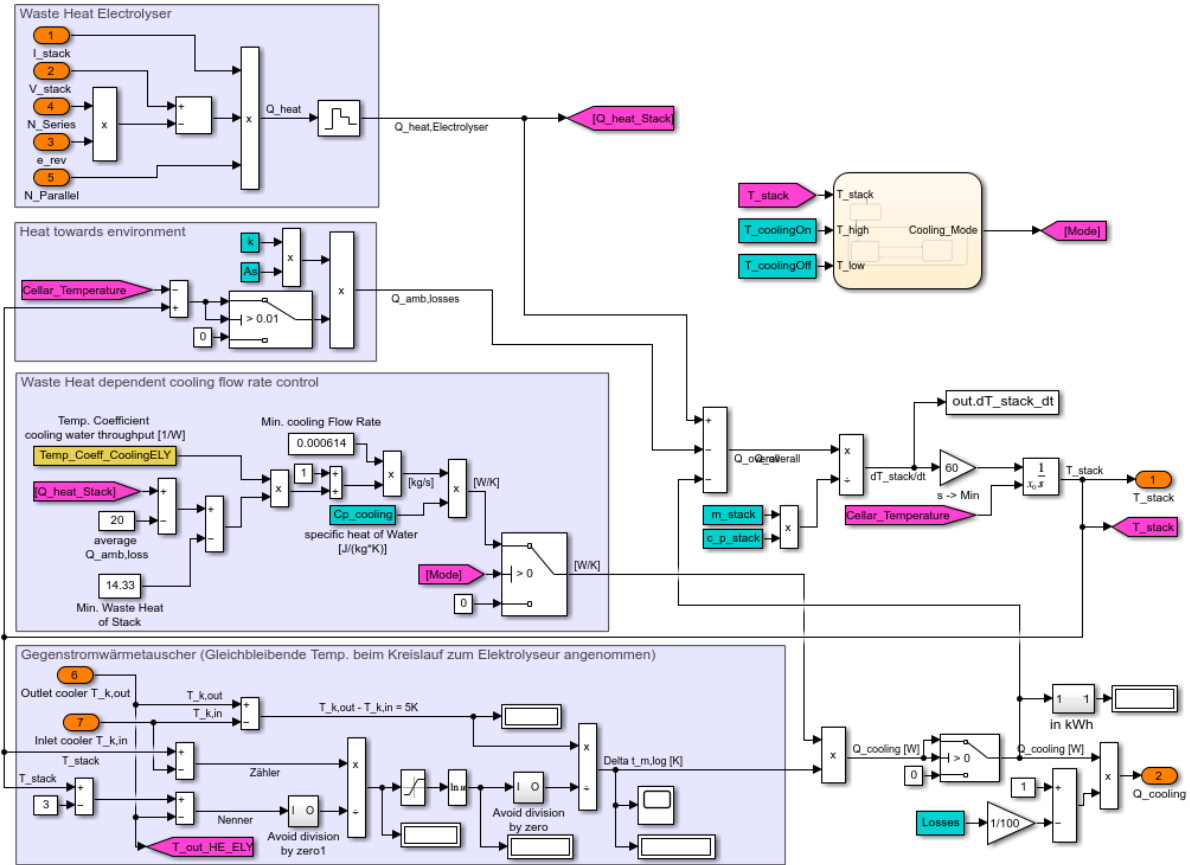 Waste Heat Electrolyser
1
I_stack
2
V_stack
4
N_Series
3
e_rev
5
N_Parallel
x
+
−
x
Q_heat
Q_heat,Electrolyser
[Q_heat_Stack]
T_stack
T_coolingOn
T_coolingOff
T_stack
T_high
T_low
Cooling_Mode
[Mode]
Heat towards environment
k
As
x
Cellar_Temperature
−
+
> 0.01
0
x
Q_amb,losses
Waste Heat dependent cooling flow rate control
Temp. Coefficient
cooling water throughput [1/W]
Temp_Coeff_CoolingELY
[Q_heat_Stack]
20
average
Q_amb,loss
+
−
+
−
14.33
Min. Waste Heat
of Stack
x
Min. cooling Flow Rate
0.000614
1
+
+
x
[kg/s]
Cp_cooling
specific heat of Water
[J/(kg*K)]
x
[W/K]
[Mode]
0
> 0
[W/K]
+
−
−
Q_overall
Q_overall
m_stack
c_p_stack
x
x
÷
dT_stack/dt
out.dT_stack_dt
60
s -> Min
Cellar_Temperature
1
s
x₀
T_stack
1
T_stack
T_stack
Gegenstromwärmetauscher (Gleichbleibende Temp. beim Kreislauf zum Elektrolyseur angenommen)
6
Outlet cooler T_k,out
7
Inlet cooler T_k,in
T_k,out
T_k,in
+
−
T_k,out - T_k,in = 5K
T_stack
+
−
Zähler
T_stack
3
+
−
+
−
Nenner
I O
Avoid division
by zero1
x
÷
ln u
I O
Avoid division
by zero
x
÷
Delta t_m,log [K]
T_out_HE_ELY
x
Q_cooling [W]
> 0
0
Q_cooling [W]
1 1
in kWh
1
Losses
1/100
+
−
x
2
Q_cooling